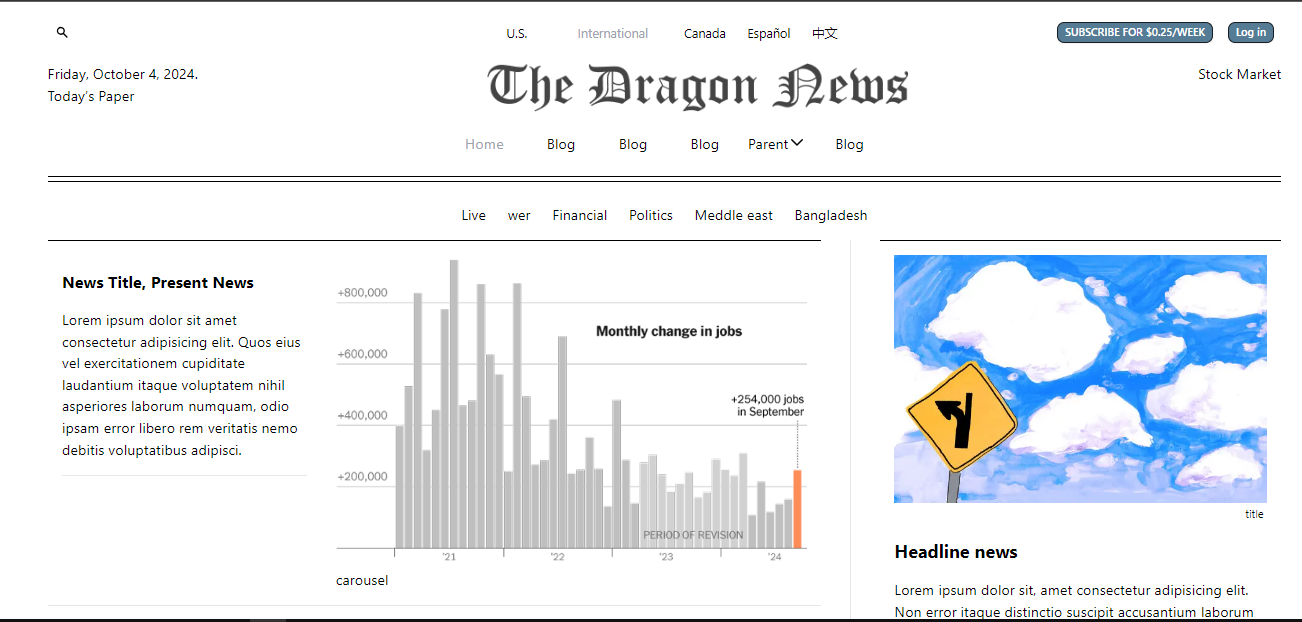 U.S. International Canada Español 中文
SUBSCRIBE FOR $0.25/WEEK Log in
Friday, October 4, 2024.
Today's Paper
The Dragon News
Stock Market
Home Blog Blog Blog Parent Blog
Live wer Financial Politics Meddle east Bangladesh
News Title, Present News
Lorem ipsum dolor sit amet
consectetur adipisicing elit. Quos eius
vel exercitationem cupiditate
laudantium itaque voluptatem nihil
asperiores laborum numquam, odio
ipsam error libero rem veritatis nemo
debitis voluptatibus adipisci.
+800,000
Monthly change in jobs
+600,000
+254,000 jobs
in September
+400,000
+200,000
PERIOD OF REVISION
'21 '22 '23 '24
carousel
title
Headline news
Lorem ipsum dolor sit, amet consectetur adipisicing elit.
Non error itaque distinctio suscipit accusantium laborum